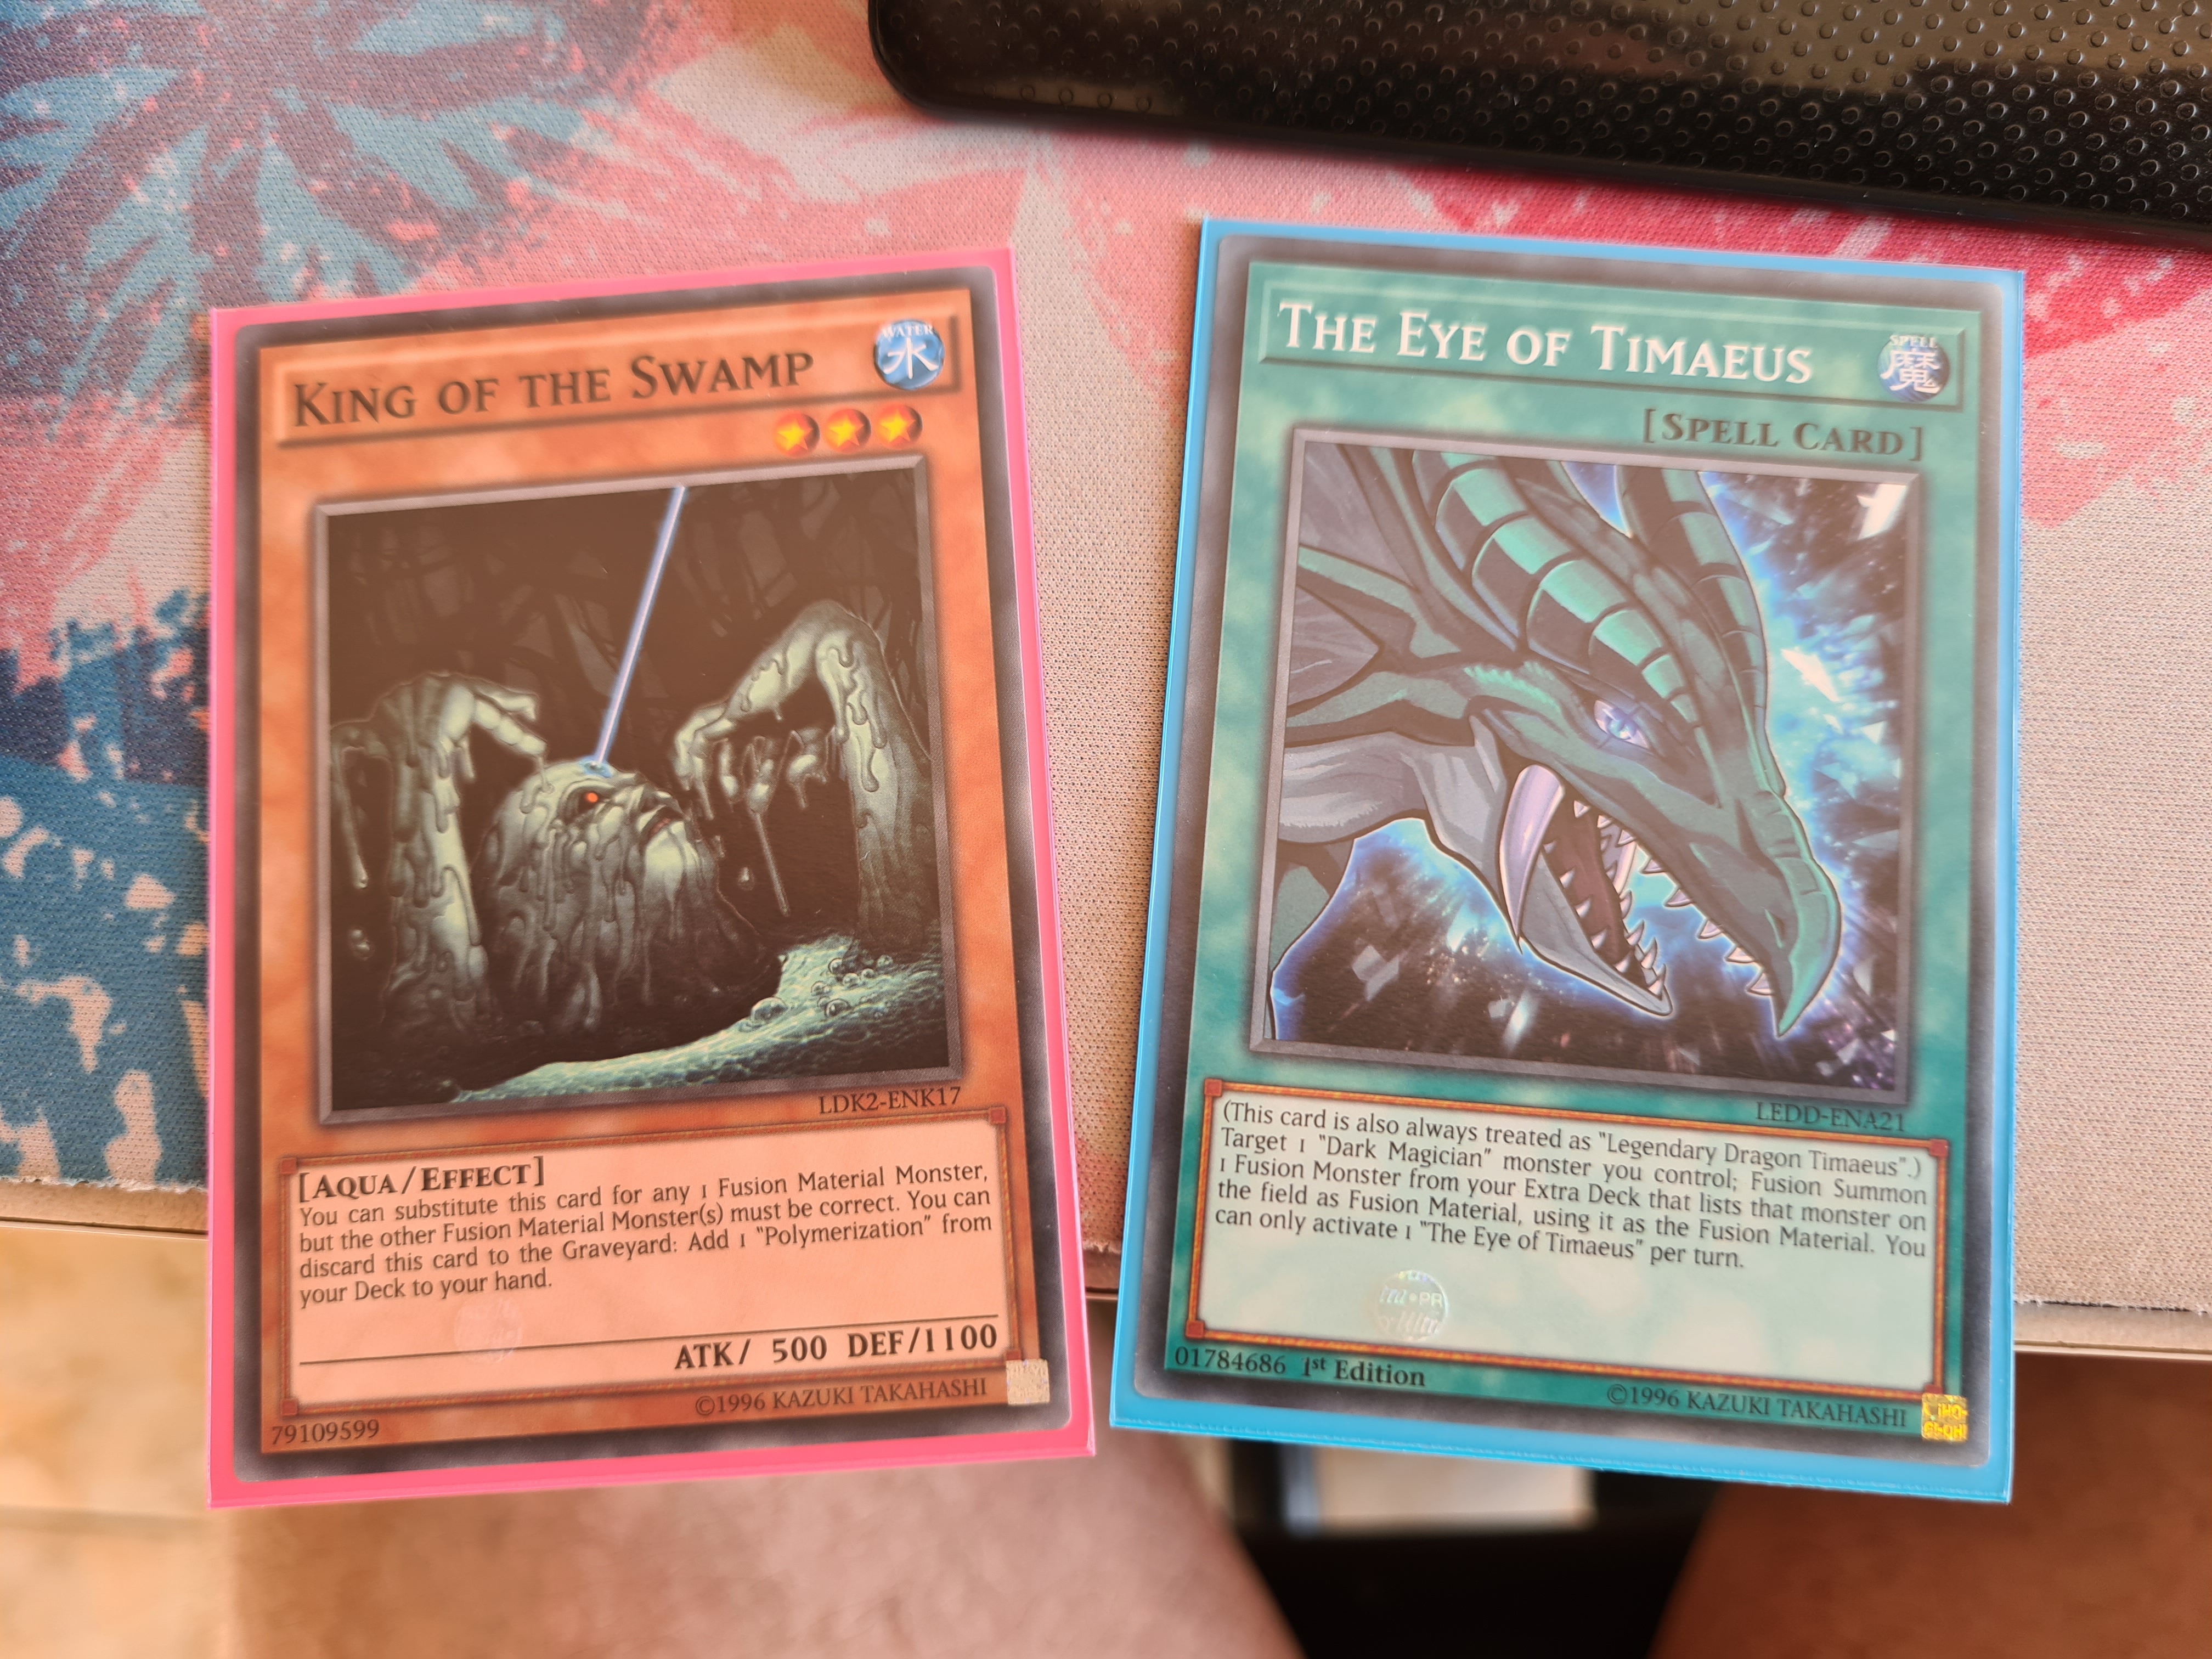 KING OF THE SWAMP
WATER
水
LDK2-ENK17
[AQUA/EFFECT]
You can substitute this card for any 1 Fusion Material Monster,
but the other Fusion Material Monster(s) must be correct. You can
discard this card to the Graveyard: Add 1 "Polymerization" from
your Deck to your hand.
ATK/ 500 DEF/1100
79109599
©1996 KAZUKI TAKAHASHI
THE EYE OF TIMAEUS
SPELL
魔
[SPELL CARD]
LEDD-ENA21
(This card is also always treated as "Legendary Dragon Timaeus".)
Target 1 "Dark Magician" monster you control; Fusion Summon
1 Fusion Monster from your Extra Deck that lists that monster on
the field as Fusion Material, using it as the Fusion Material. You
can only activate 1 "The Eye of Timaeus" per turn.
01784686 1st Edition
©1996 KAZUKI TAKAHASHI